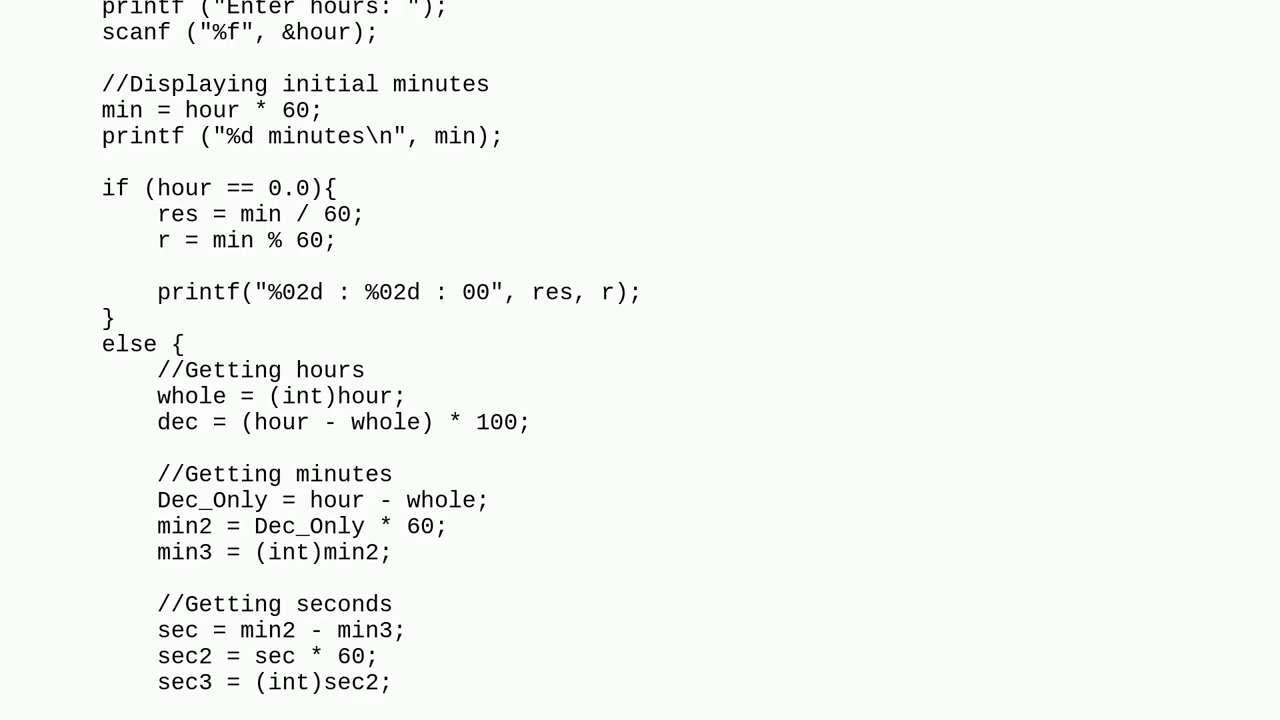 printf ("Enter hours: ");
scanf ("%f", &hour);
//Displaying initial minutes
min = hour * 60;
printf ("%d minutes\n", min);
if (hour == 0.0){
res = min / 60;
r = min % 60;
printf("%02d : %02d : 00", res, r);
}
else {
//Getting hours
whole = (int)hour;
dec = (hour - whole) * 100;
//Getting minutes
Dec_Only = hour - whole;
min2 = Dec_Only * 60;
min3 = (int)min2;
//Getting seconds
sec = min2 - min3;
sec2 = sec * 60;
sec3 = (int)sec2;